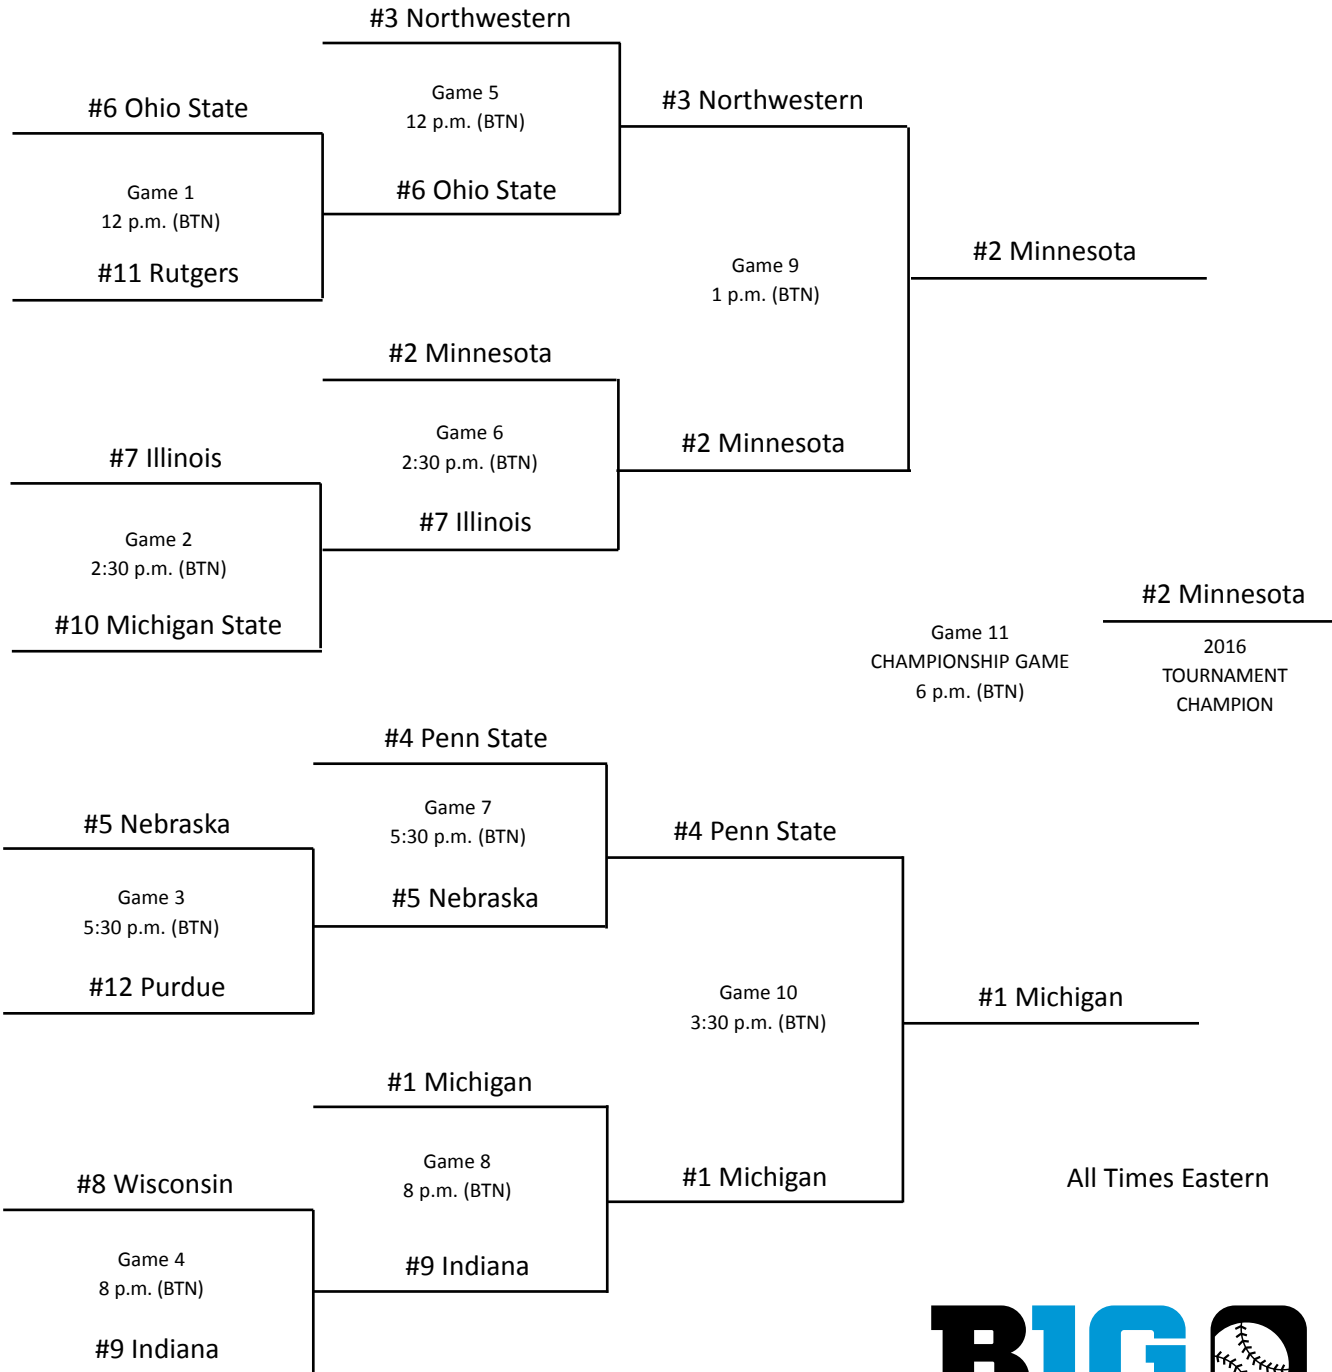 #3 Northwestern
Game 5
12 p.m. (BTN)
#6 Ohio State
#3 Northwestern
#6 Ohio State
Game 1
12 p.m. (BTN)
#11 Rutgers
Game 9
1 p.m. (BTN)
#2 Minnesota
#2 Minnesota
Game 6
2:30 p.m. (BTN)
#7 Illinois
#2 Minnesota
#7 Illinois
Game 2
2:30 p.m. (BTN)
#10 Michigan State
Game 11
CHAMPIONSHIP GAME
6 p.m. (BTN)
#2 Minnesota
2016
TOURNAMENT
CHAMPION
#4 Penn State
Game 7
5:30 p.m. (BTN)
#5 Nebraska
#4 Penn State
#5 Nebraska
Game 3
5:30 p.m. (BTN)
#12 Purdue
Game 10
3:30 p.m. (BTN)
#1 Michigan
#1 Michigan
Game 8
8 p.m. (BTN)
#9 Indiana
#1 Michigan
#8 Wisconsin
Game 4
8 p.m. (BTN)
#9 Indiana
All Times Eastern
B1G